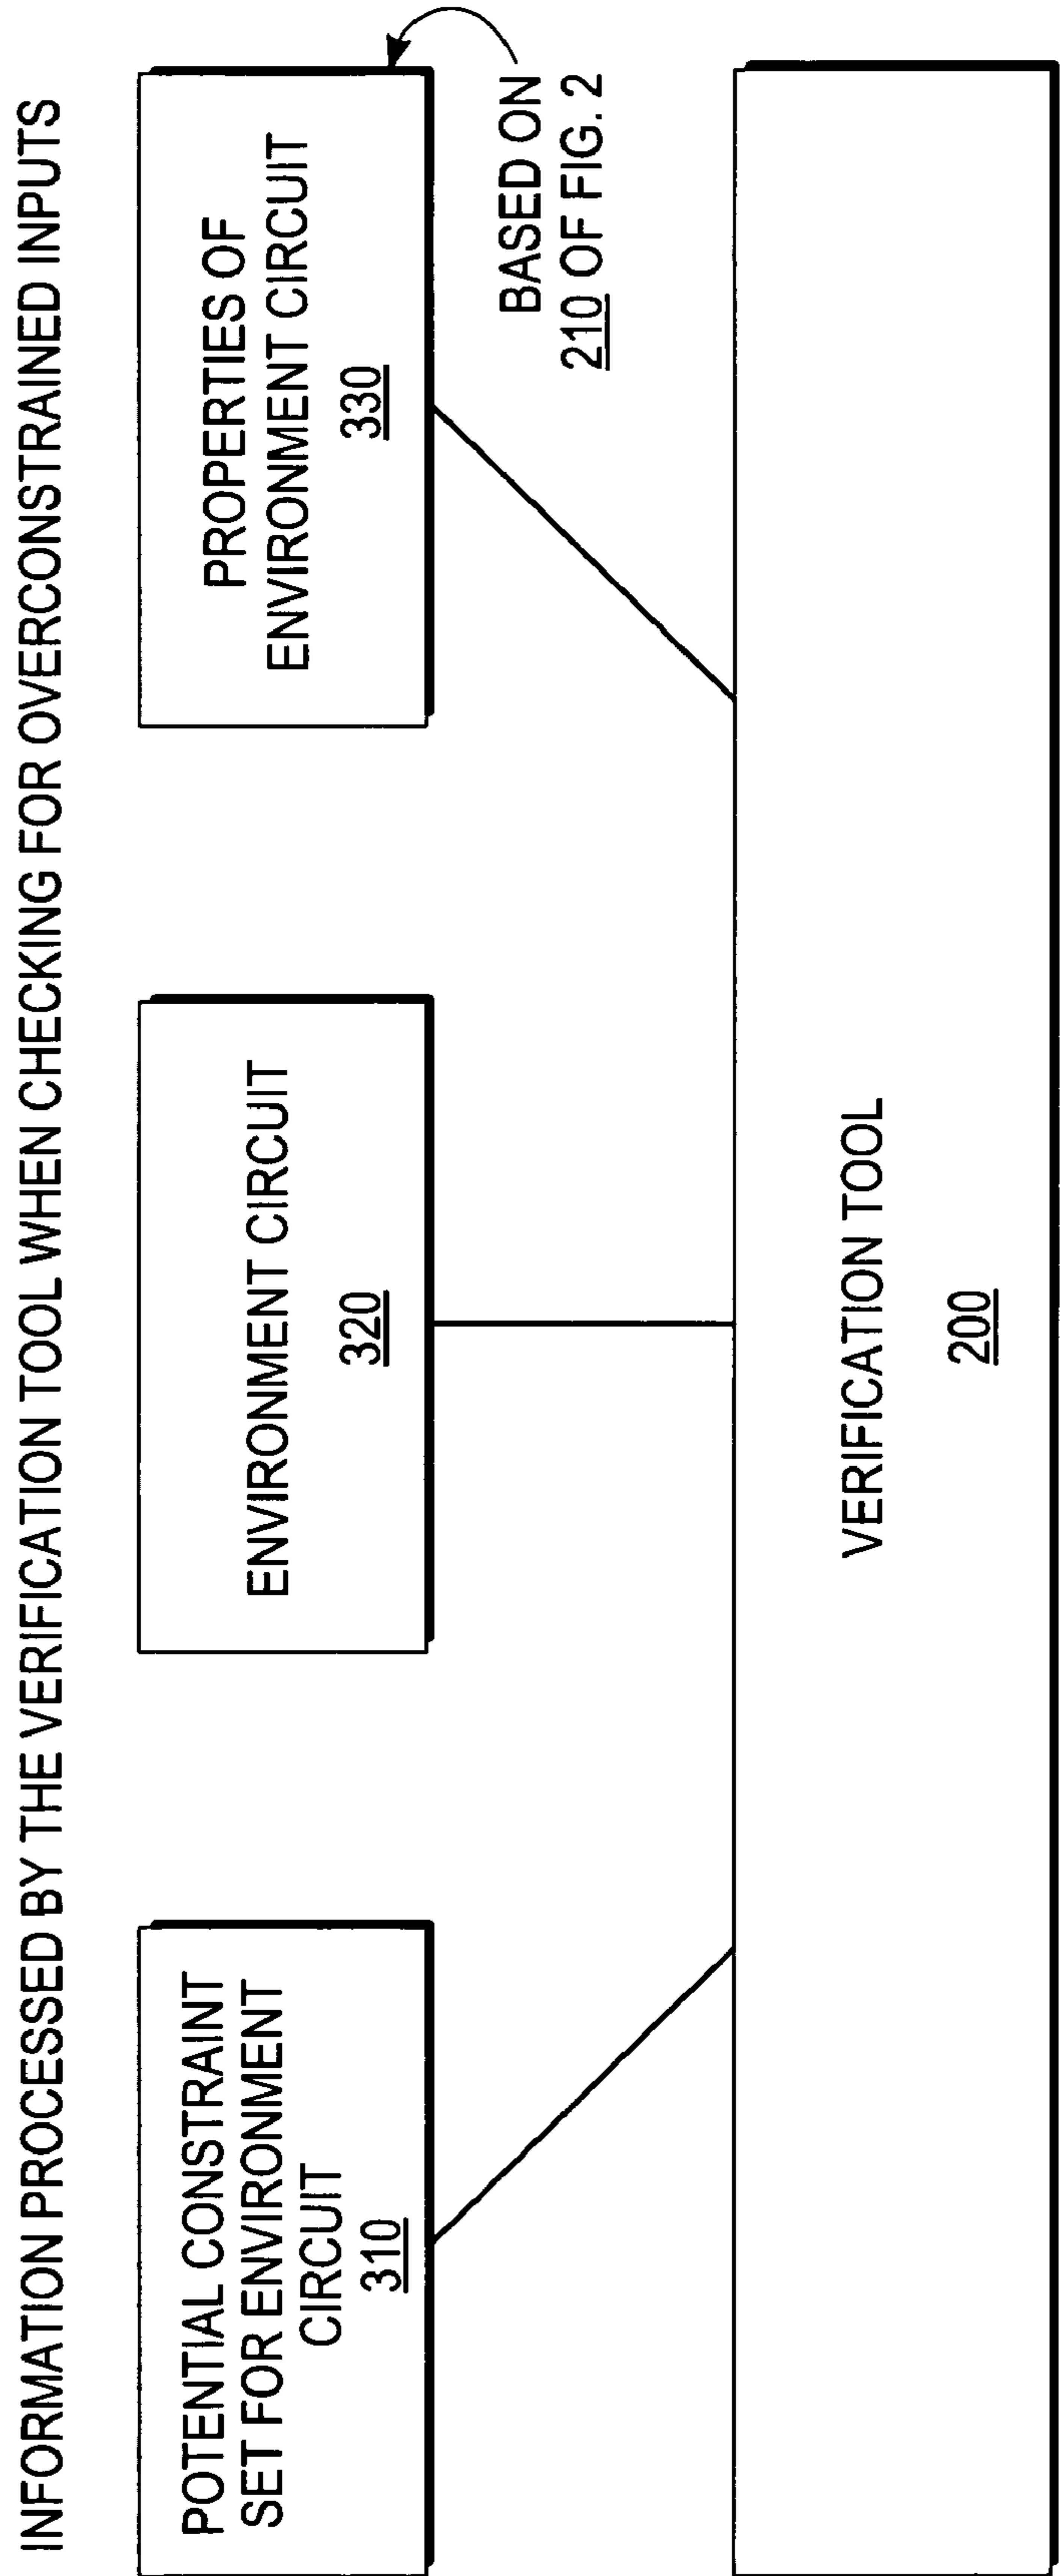 INFORMATION PROCESSED BY THE VERIFICATION TOOL WHEN CHECKING FOR OVERCONSTRAINED INPUTS
POTENTIAL CONSTRAINT
SET FOR ENVIRONMENT
CIRCUIT
310
ENVIRONMENT CIRCUIT
320
PROPERTIES OF
ENVIRONMENT CIRCUIT
330
BASED ON
210 OF FIG. 2
VERIFICATION TOOL
200